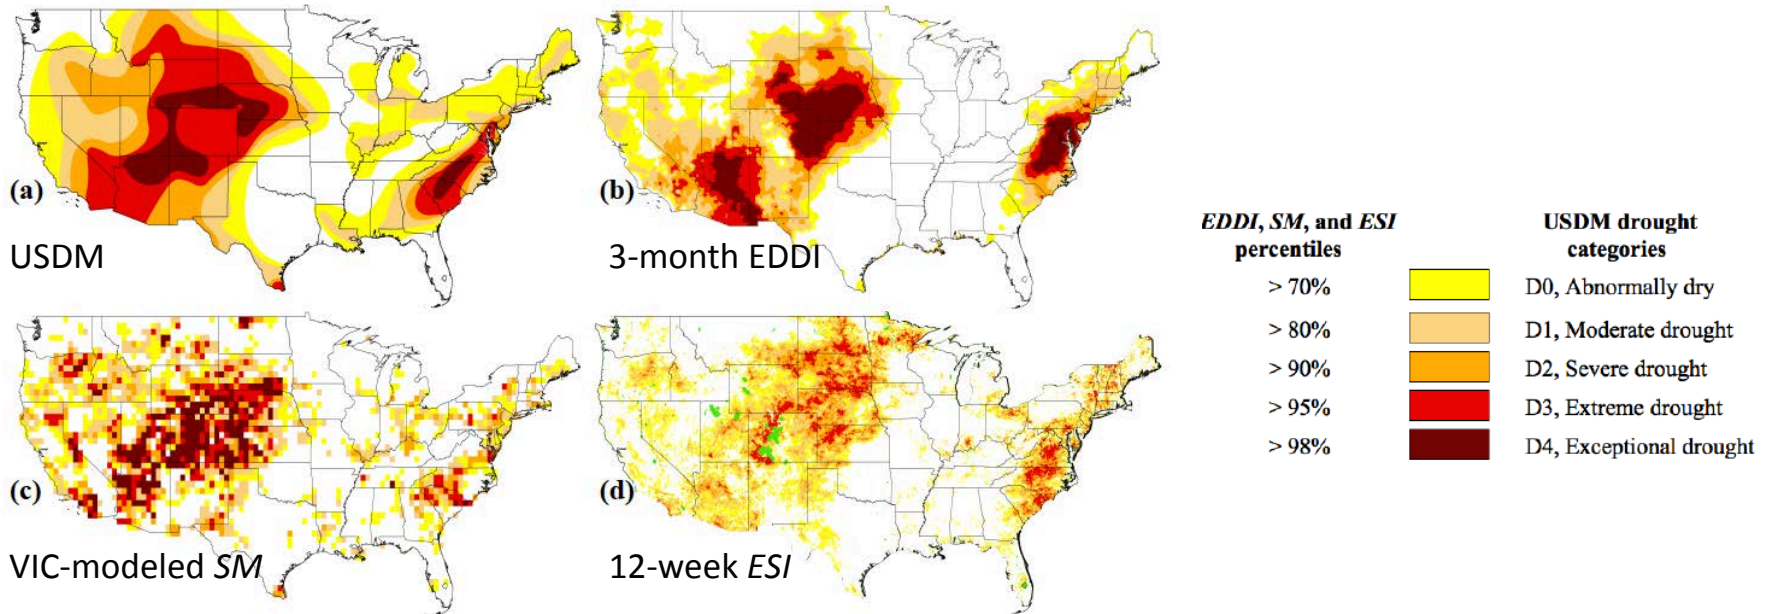 (a)
USDM
(b)
3-month EDDI
(c)
VIC-modeled SM
(d)
12-week ESI
EDDI, SM, and ESI
percentiles
USDM drought
categories
> 70%
D0, Abnormally dry
> 80%
D1, Moderate drought
> 90%
D2, Severe drought
> 95%
D3, Extreme drought
> 98%
D4, Exceptional drought